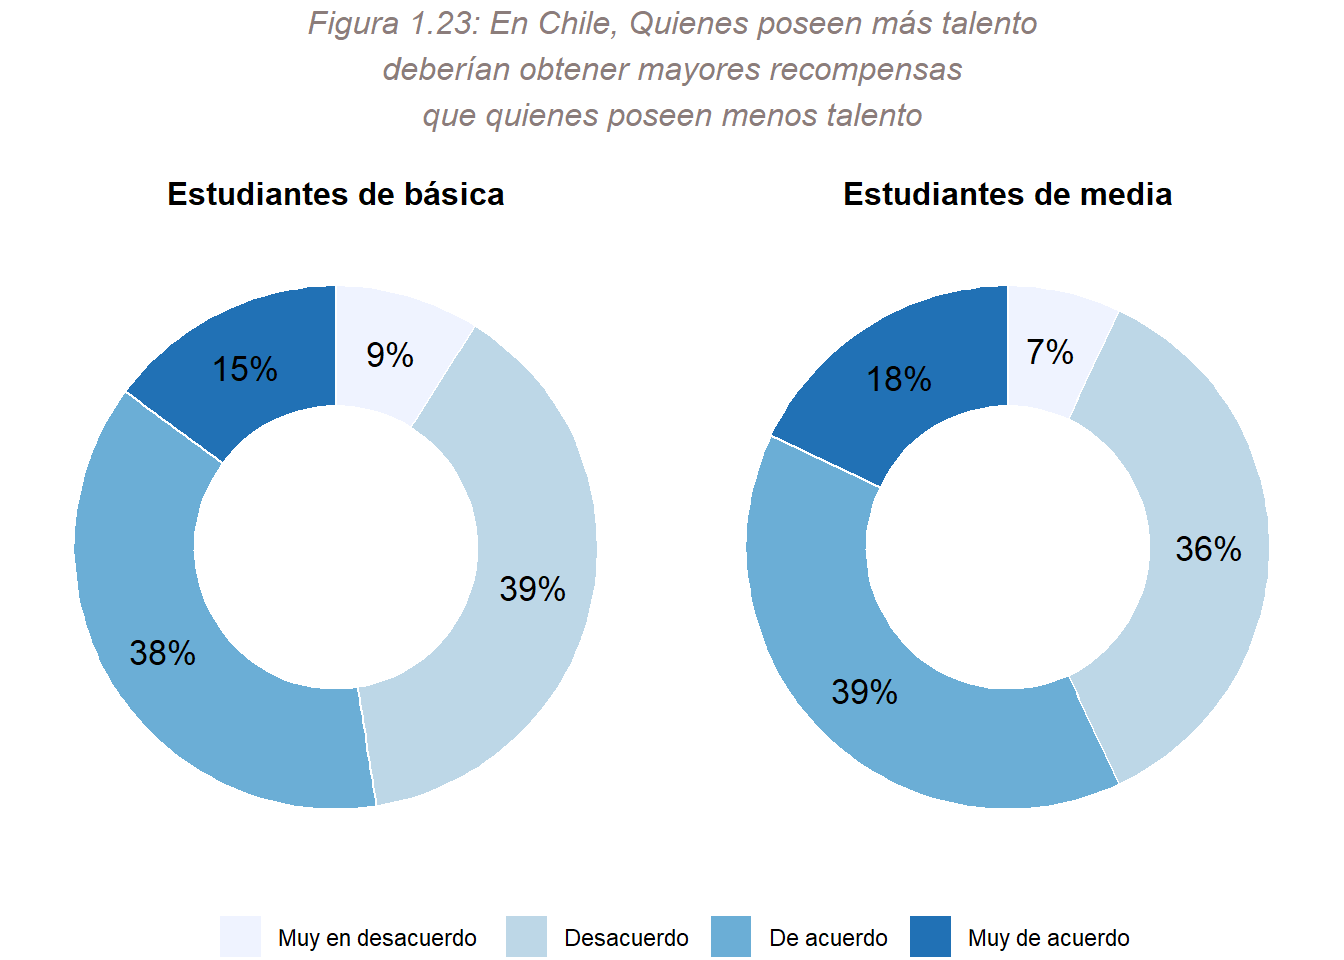 Figura 1.23: En Chile, Quienes poseen más talento
deberían obtener mayores recompensas
que quienes poseen menos talento
Estudiantes de básica
9%
39%
38%
15%
Estudiantes de media
7%
36%
39%
18%
Muy en desacuerdo
Desacuerdo
De acuerdo
Muy de acuerdo